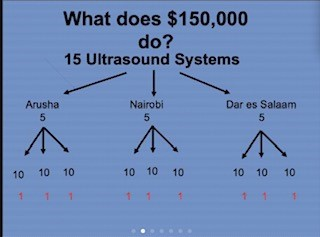 What does $150,000
do?
15 Ultrasound Systems
Arusha Nairobi Dar es Salaam
5 5 5
10 10 10 10 10 10 10 10 10
1 1 1 1 1 1 1 1 1